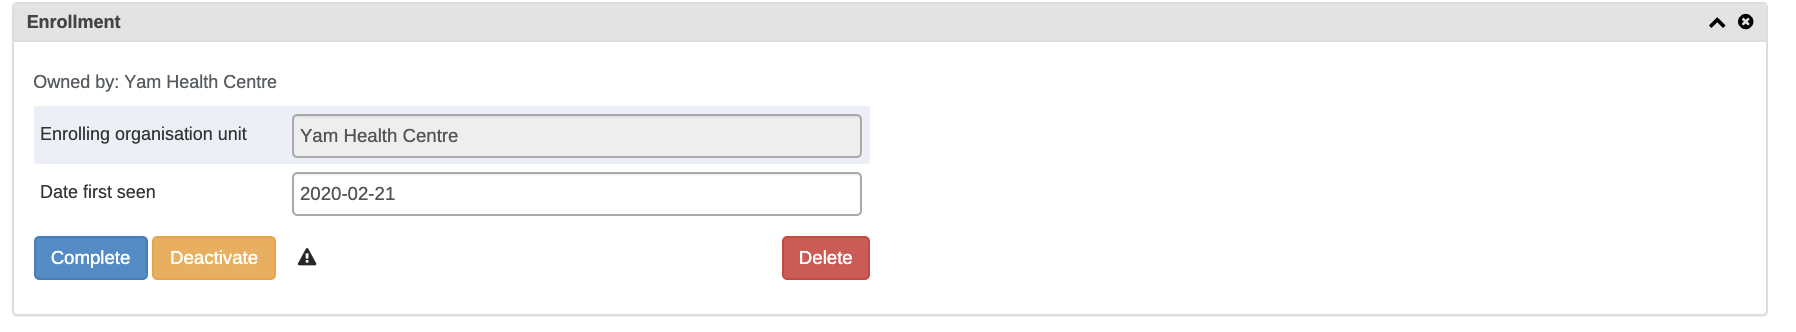 Enrollment
Owned by: Yam Health Centre
Enrolling organisation unit Yam Health Centre
Date first seen 2020-02-21
Complete Deactivate Delete